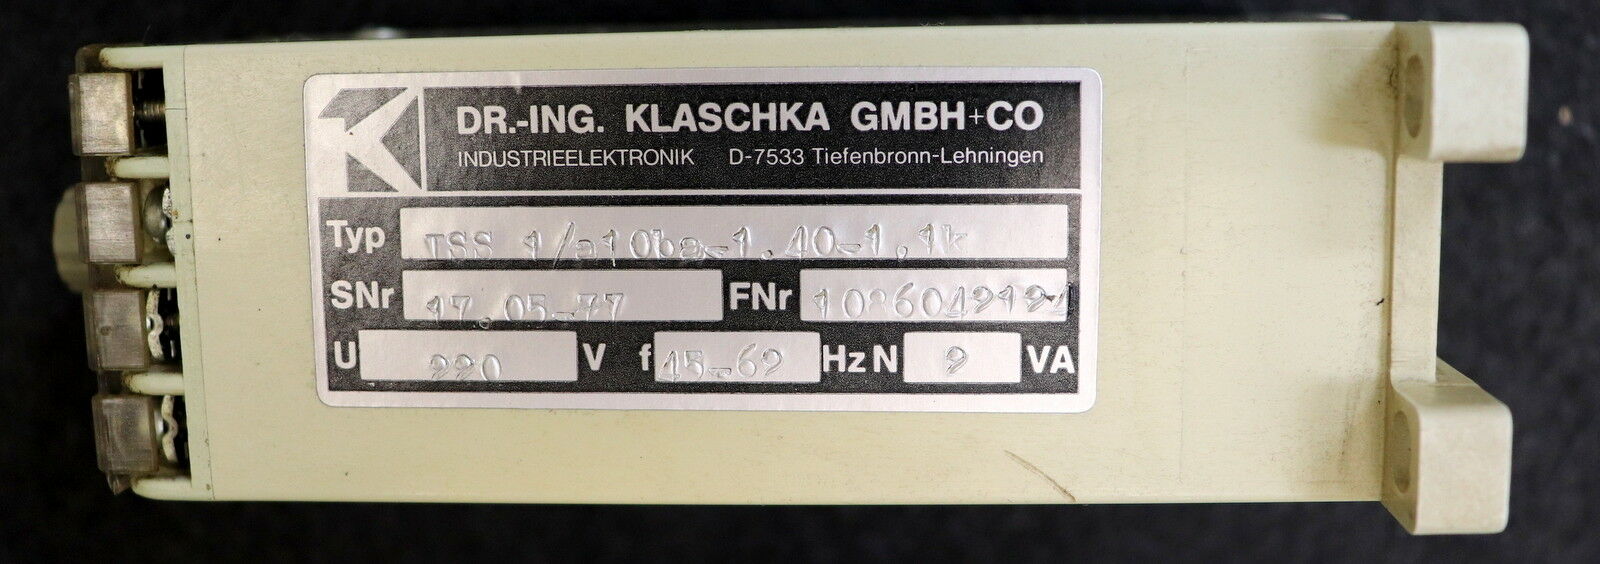 K
DR.-ING. KLASCHKA GMBH+CO
INDUSTRIEELEKTRONIK D-7533 Tiefenbronn-Lehningen
Typ TSS 1/a10ba-1.40-1,1k
SNr 17.05-77 FNr 1086042124
U 220 V f 45-62 Hz N 2 VA